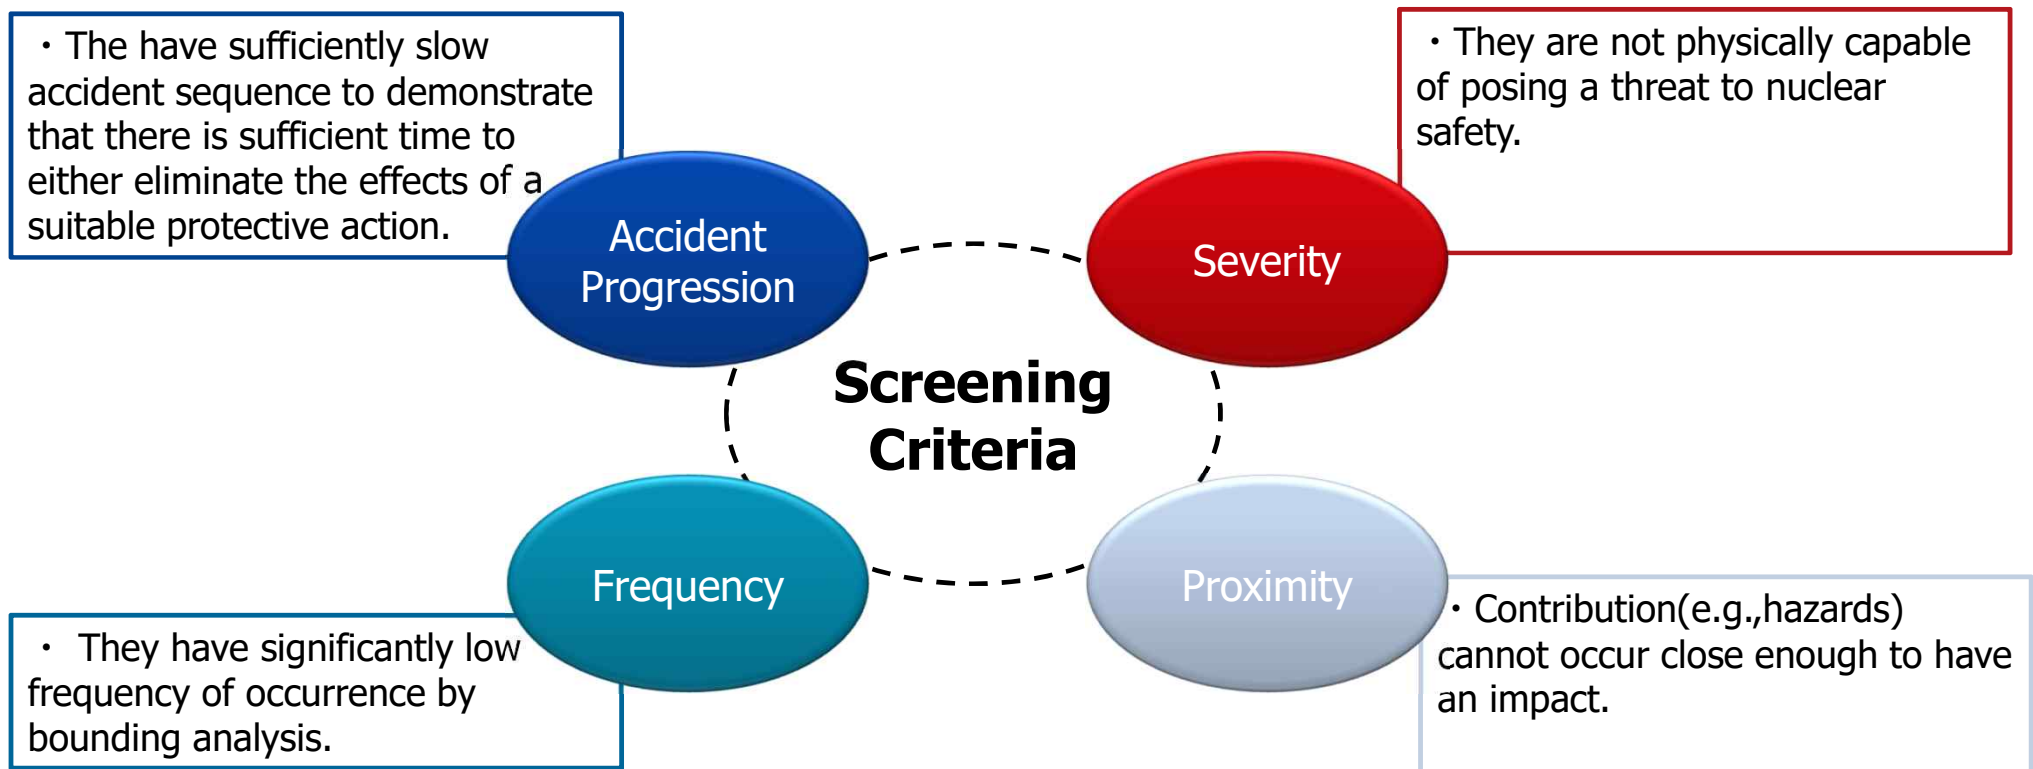 · The have sufficiently slow
accident sequence to demonstrate
that there is sufficient time to
either eliminate the effects of a
suitable protective action.
Accident
Progression
· They are not physically capable
of posing a threat to nuclear
safety.
Severity
Screening
Criteria
Frequency
· They have significantly low
frequency of occurrence by
bounding analysis.
Proximity
· Contribution(e.g.,hazards)
cannot occur close enough to have
an impact.